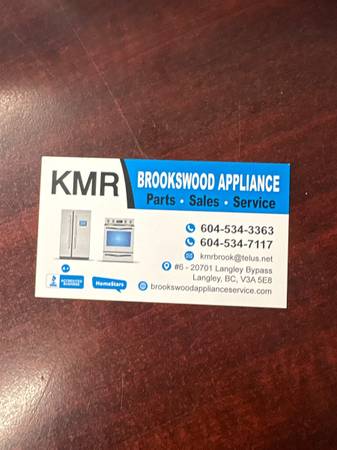 KMR
BROOKSWOOD APPLIANCE
Parts • Sales • Service
604-534-3363
604-534-7117
kmrbrook@telus.net
#6 - 20701 Langley Bypass
Langley, BC, V3A 5E8
brookswoodapplianceservice.com
ACCREDITED
BUSINESS
HomeStars